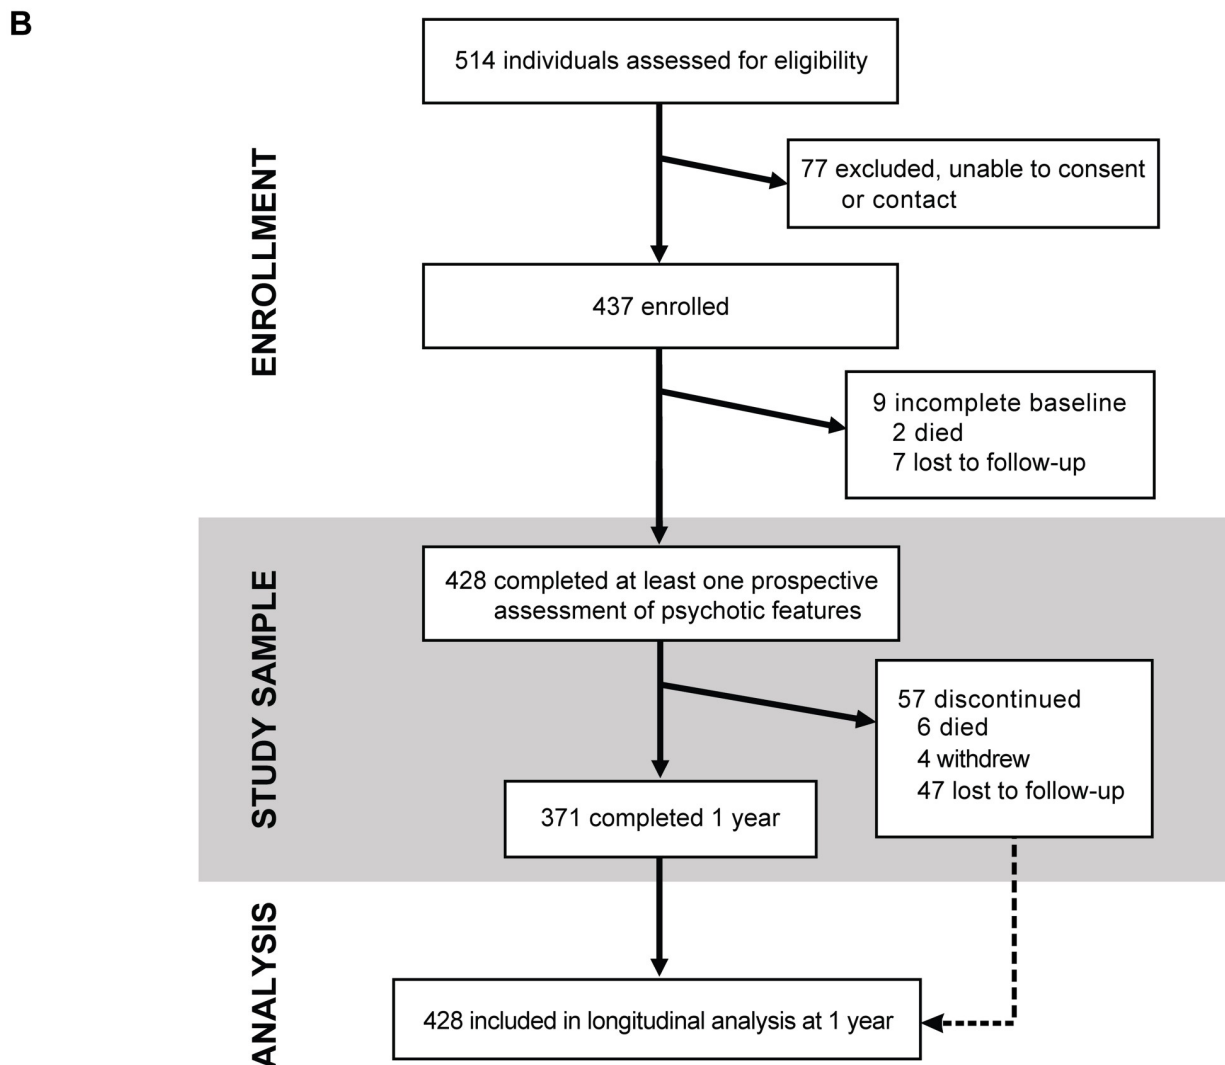 B
ENROLLMENT
514 individuals assessed for eligibility
77 excluded, unable to consent
or contact
437 enrolled
9 incomplete baseline
2 died
7 lost to follow-up
STUDY SAMPLE
428 completed at least one prospective
assessment of psychotic features
57 discontinued
6 died
4 withdrew
47 lost to follow-up
371 completed 1 year
ANALYSIS
428 included in longitudinal analysis at 1 year